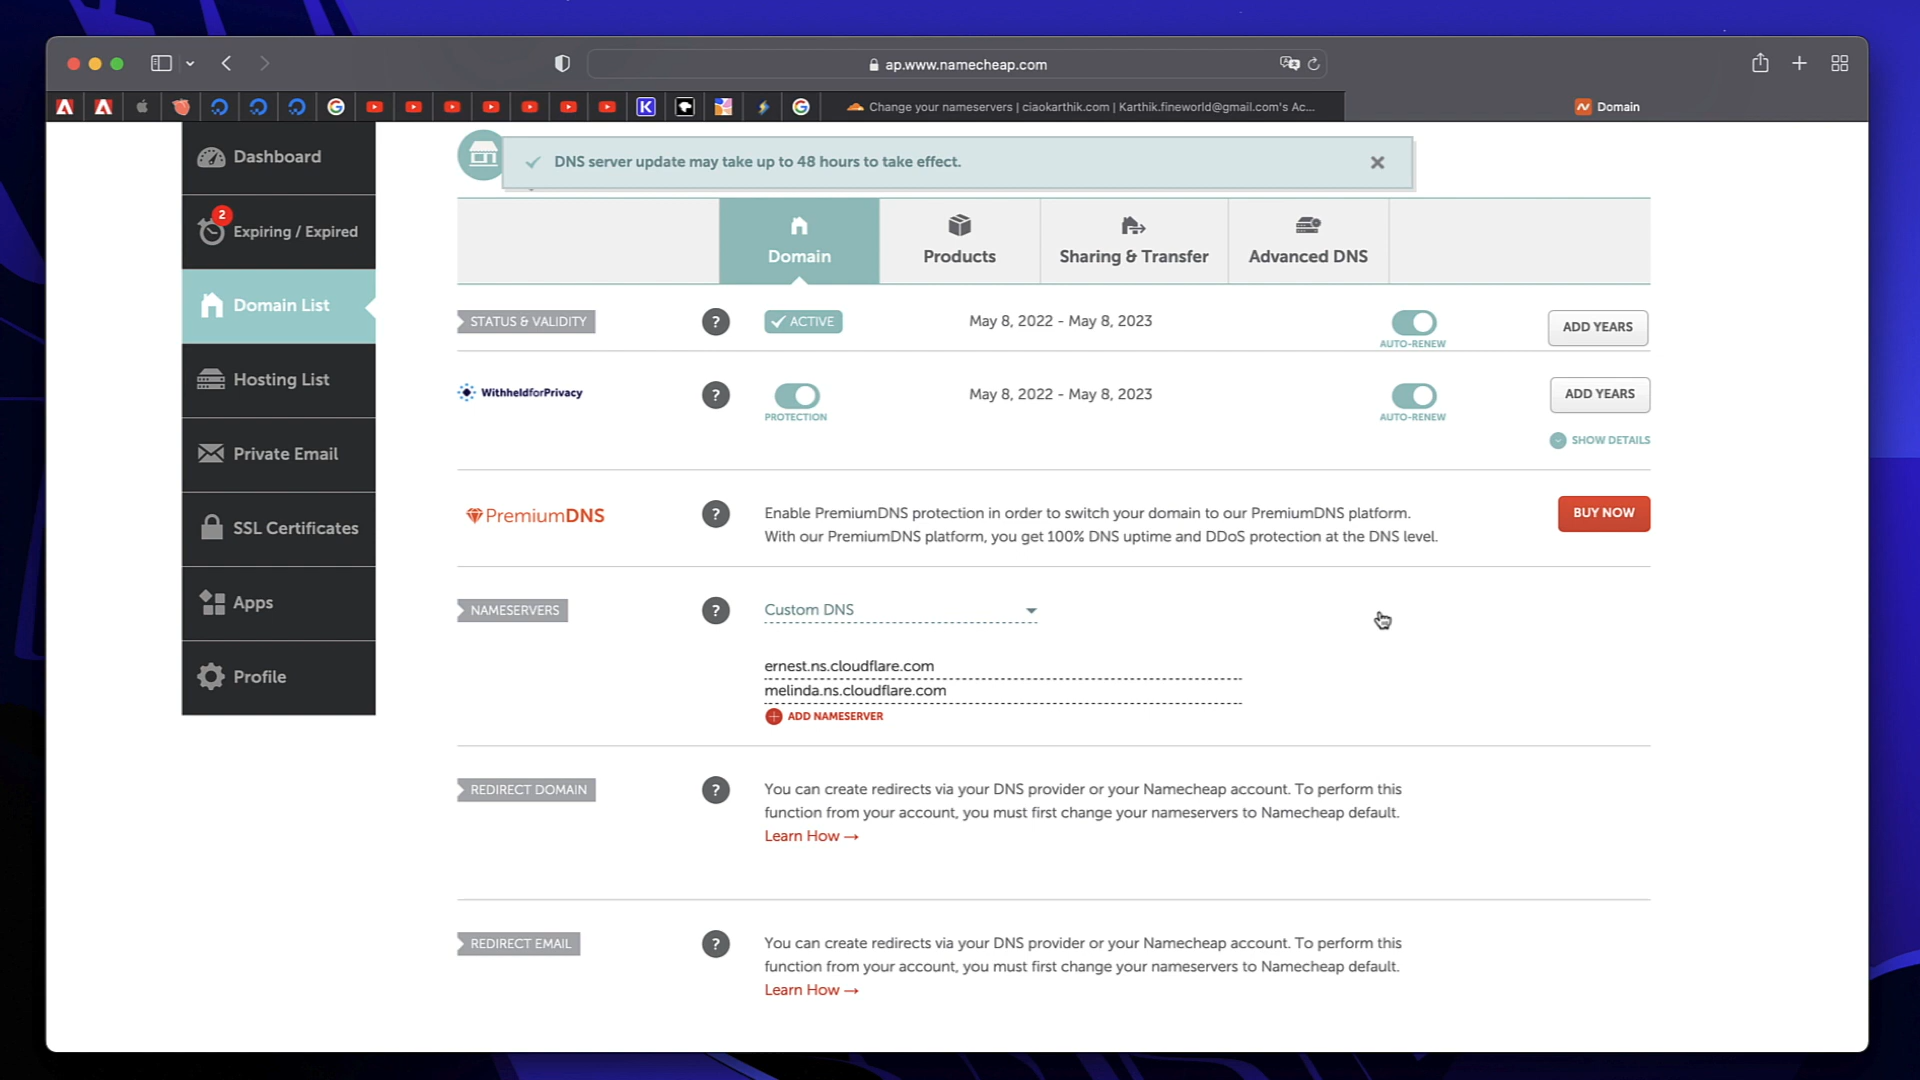 ap.www.namecheap.com
Change your nameservers | ciaokarthik.com | Karthik.fineworld@gmail.com's Ac...
Domain
DNS server update may take up to 48 hours to take effect.
Dashboard
2
Expiring / Expired
Domain List
Hosting List
Private Email
SSL Certificates
Apps
Profile
Domain
Products
Sharing & Transfer
Advanced DNS
STATUS & VALIDITY
?
ACTIVE
May 8, 2022 - May 8, 2023
AUTO-RENEW
ADD YEARS
WithheldforPrivacy
?
PROTECTION
May 8, 2022 - May 8, 2023
AUTO-RENEW
ADD YEARS
SHOW DETAILS
PremiumDNS
?
Enable PremiumDNS protection in order to switch your domain to our PremiumDNS platform.
With our PremiumDNS platform, you get 100% DNS uptime and DDoS protection at the DNS level.
BUY NOW
NAMESERVERS
?
Custom DNS
ernest.ns.cloudflare.com
melinda.ns.cloudflare.com
ADD NAMESERVER
REDIRECT DOMAIN
?
You can create redirects via your DNS provider or your Namecheap account. To perform this
function from your account, you must first change your nameservers to Namecheap default.
Learn How →
REDIRECT EMAIL
?
You can create redirects via your DNS provider or your Namecheap account. To perform this
function from your account, you must first change your nameservers to Namecheap default.
Learn How →